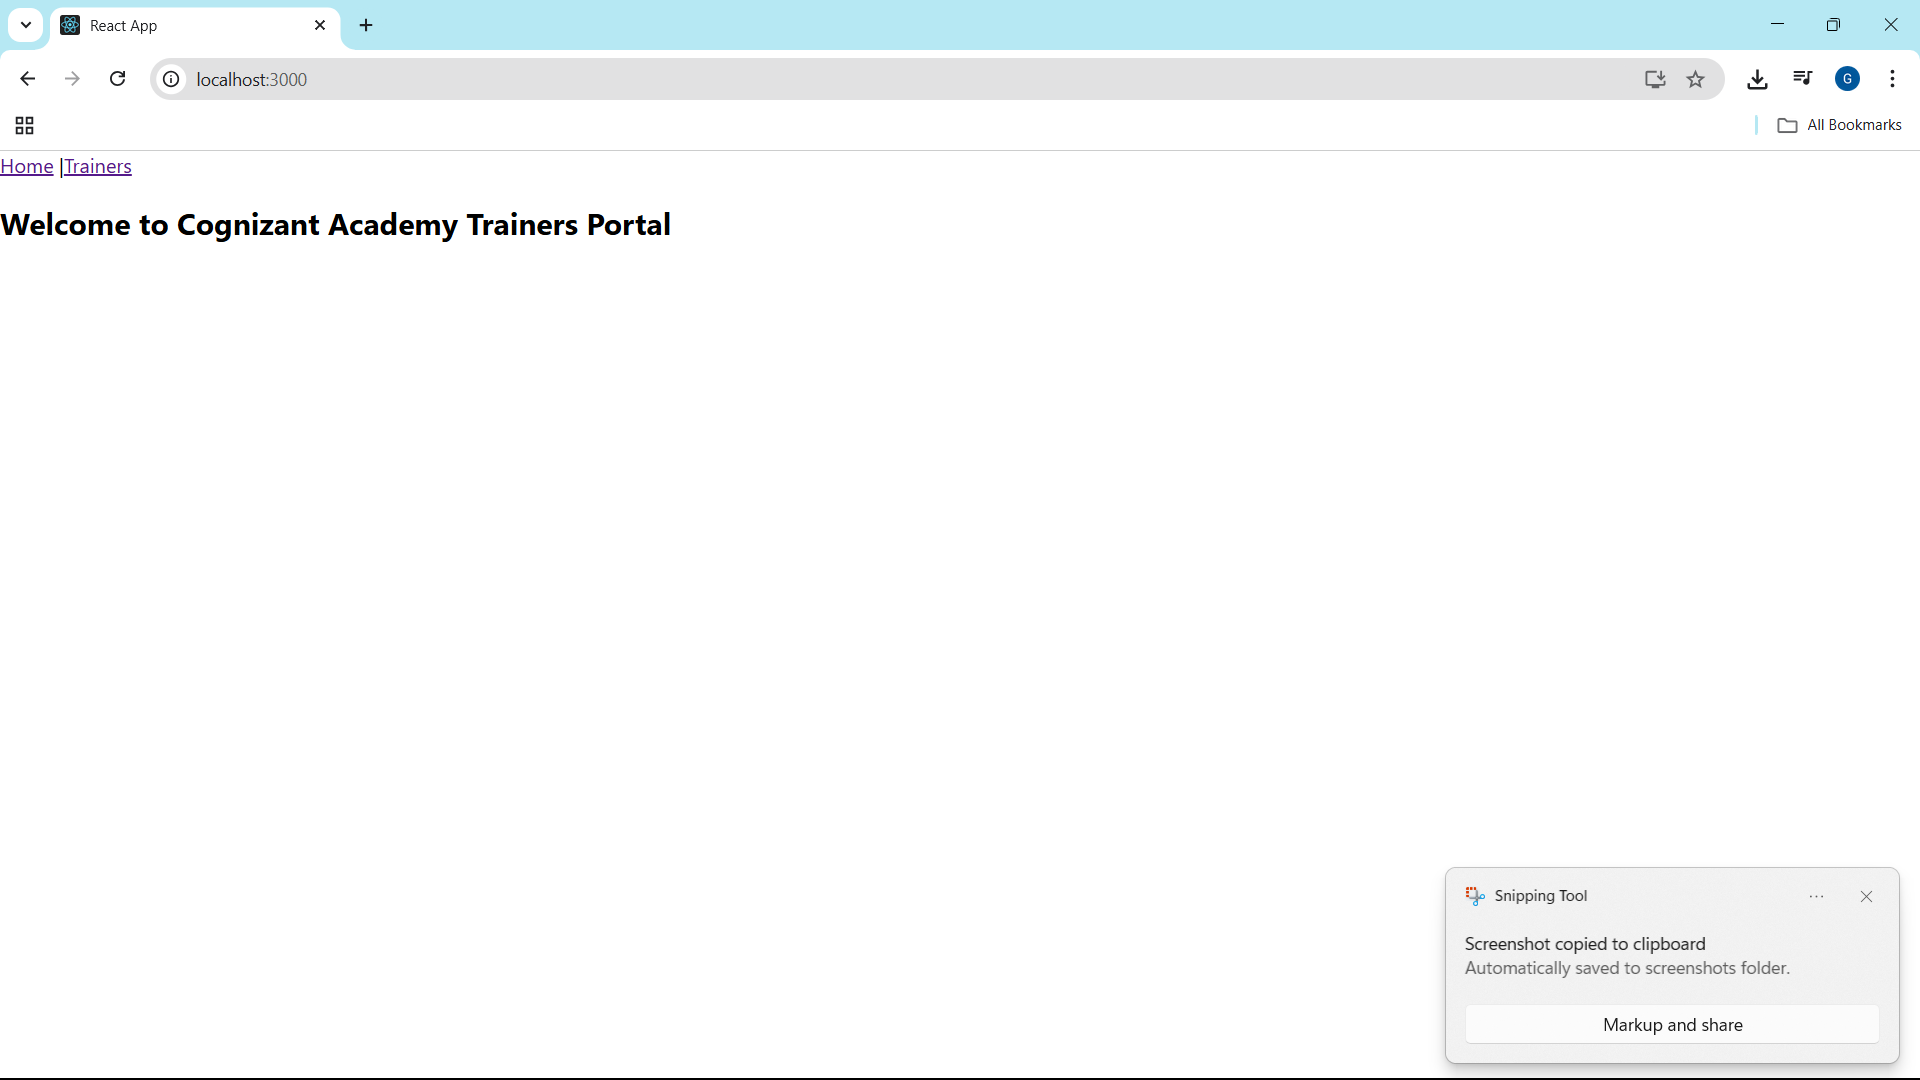 React App
localhost:3000
G
All Bookmarks
Home |Trainers
Welcome to Cognizant Academy Trainers Portal
Snipping Tool
Screenshot copied to clipboard
Automatically saved to screenshots folder.
Markup and share